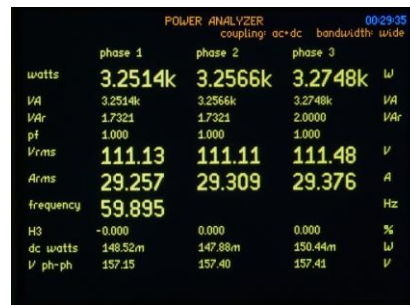 POWER ANALYZER 00:29:35
coupling: ac+dc bandwidth: wide
phase 1 phase 2 phase 3
watts 3.2514k 3.2566k 3.2748k W
VA 3.2514k 3.2566k 3.2748k VA
VAr 1.7321 1.7321 2.0000 VAr
pf 1.000 1.000 1.000
Vrms 111.13 111.11 111.48 V
Arms 29.257 29.309 29.376 A
frequency 59.895 Hz
H3 -0.000 0.000 0.000 %
dc watts 148.52m 147.88m 150.44m W
V ph-ph 157.15 157.40 157.41 V